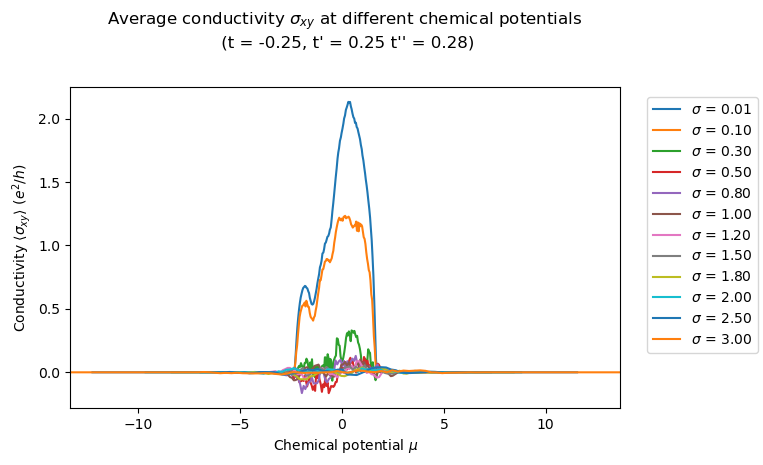 Average conductivity σxy at different chemical potentials
(t = -0.25, t' = 0.25 t'' = 0.28)
Conductivity ⟨σxy⟩ (e²/h)
2.0
1.5
1.0
0.5
0.0
−10
−5
0
5
10
Chemical potential μ
σ = 0.01
σ = 0.10
σ = 0.30
σ = 0.50
σ = 0.80
σ = 1.00
σ = 1.20
σ = 1.50
σ = 1.80
σ = 2.00
σ = 2.50
σ = 3.00